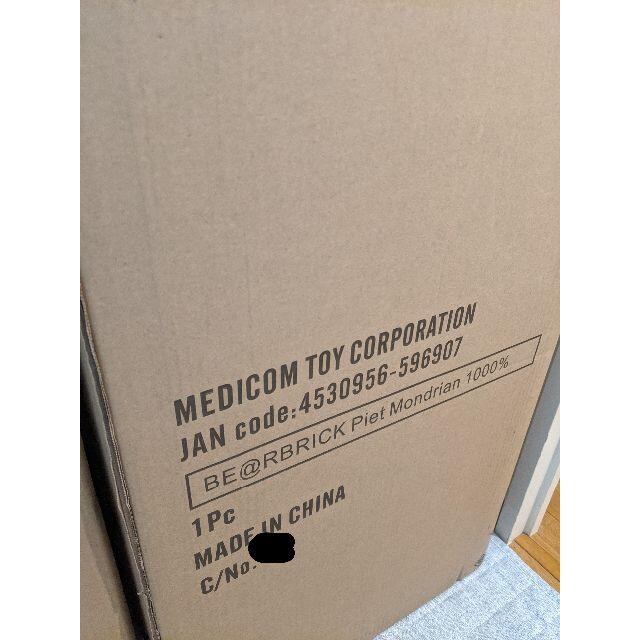 MEDICOM TOY CORPORATION
JAN code:4530956-596907
BE@RBRICK Piet Mondrian 1000%
1Pc
MADE IN CHINA
C/No.